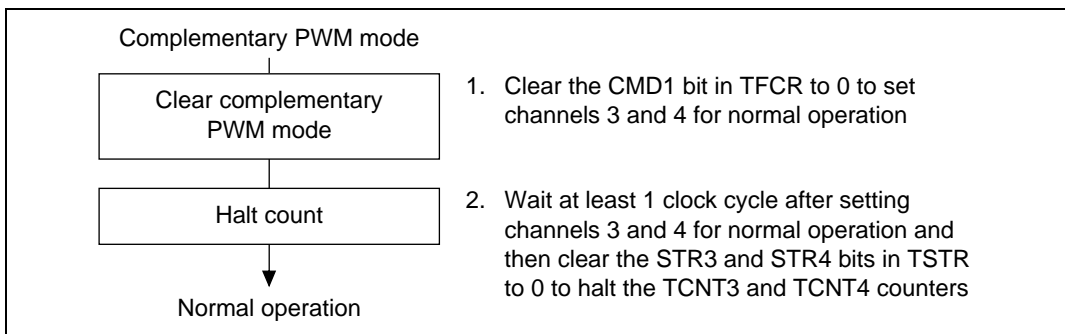 Complementary PWM mode
Clear complementary
PWM mode
1. Clear the CMD1 bit in TFCR to 0 to set
channels 3 and 4 for normal operation
Halt count
2. Wait at least 1 clock cycle after setting
channels 3 and 4 for normal operation and
then clear the STR3 and STR4 bits in TSTR
to 0 to halt the TCNT3 and TCNT4 counters
Normal operation